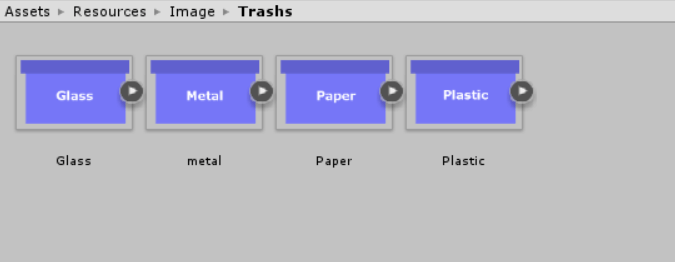 Assets ▸ Resources ▸ Image ▸ Trashs
Glass Metal Paper Plastic
Glass metal Paper Plastic